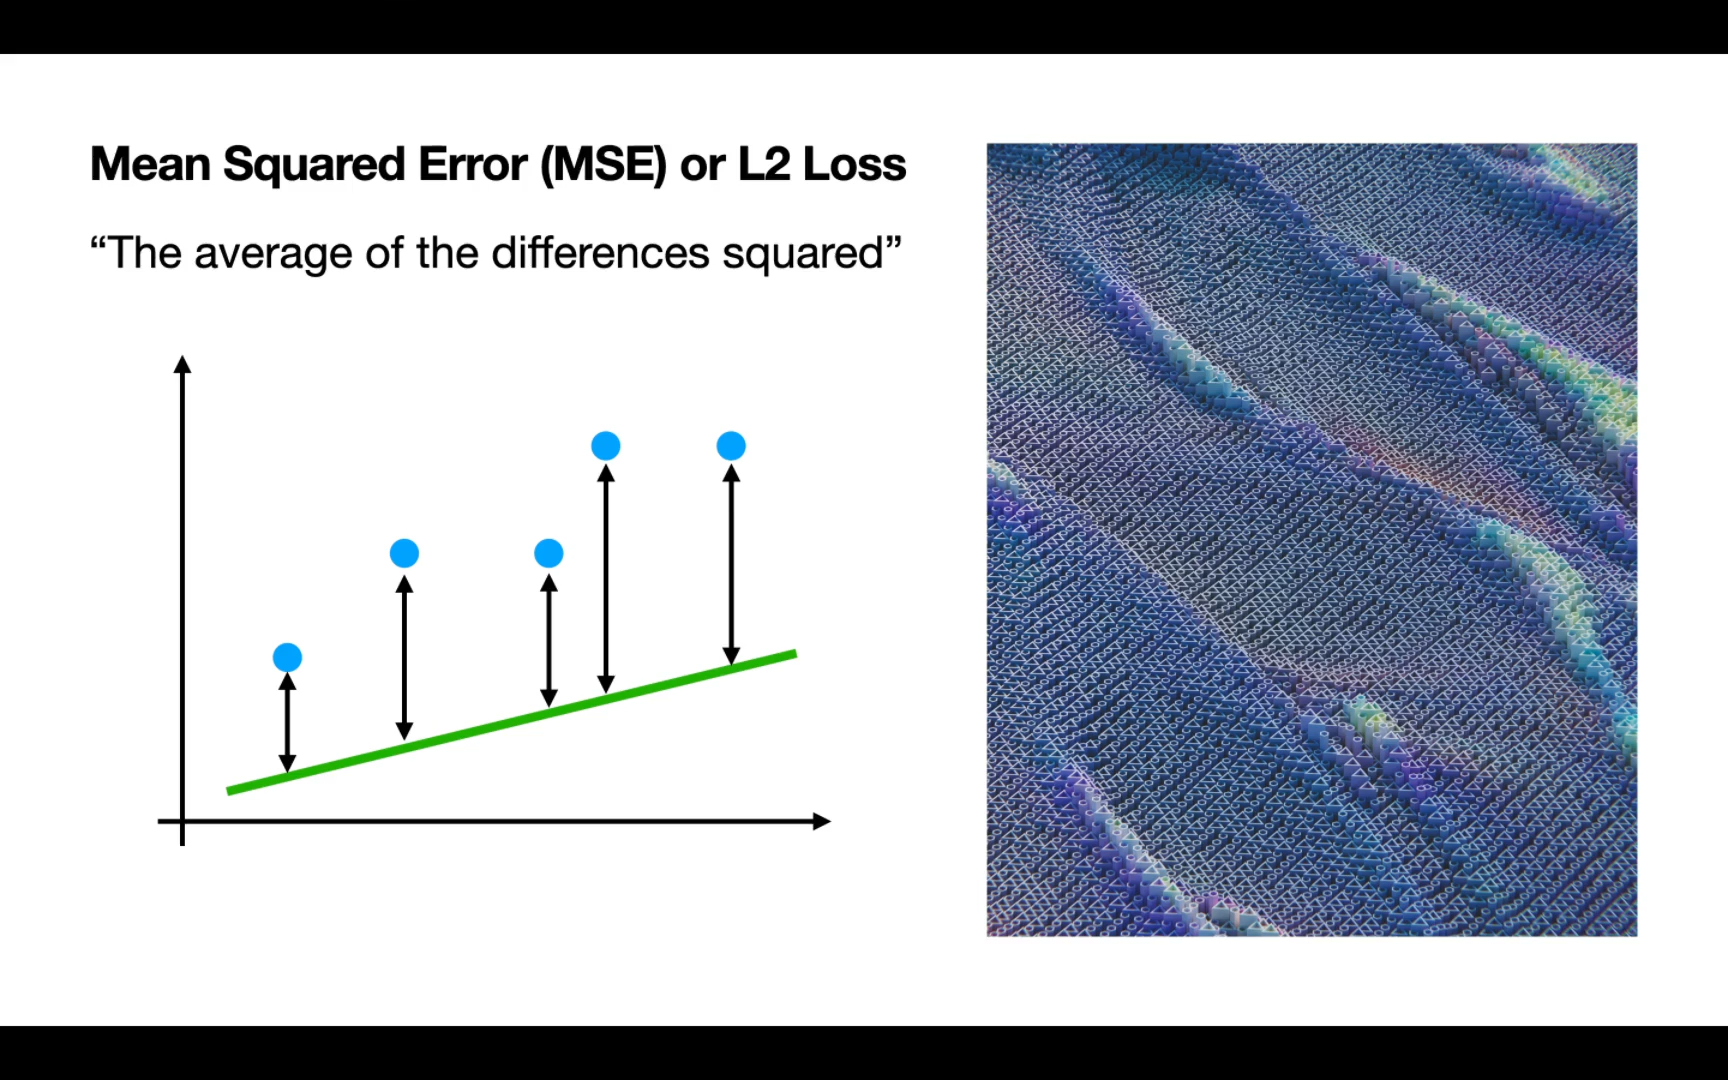 Mean Squared Error (MSE) or L2 Loss
“The average of the differences squared”